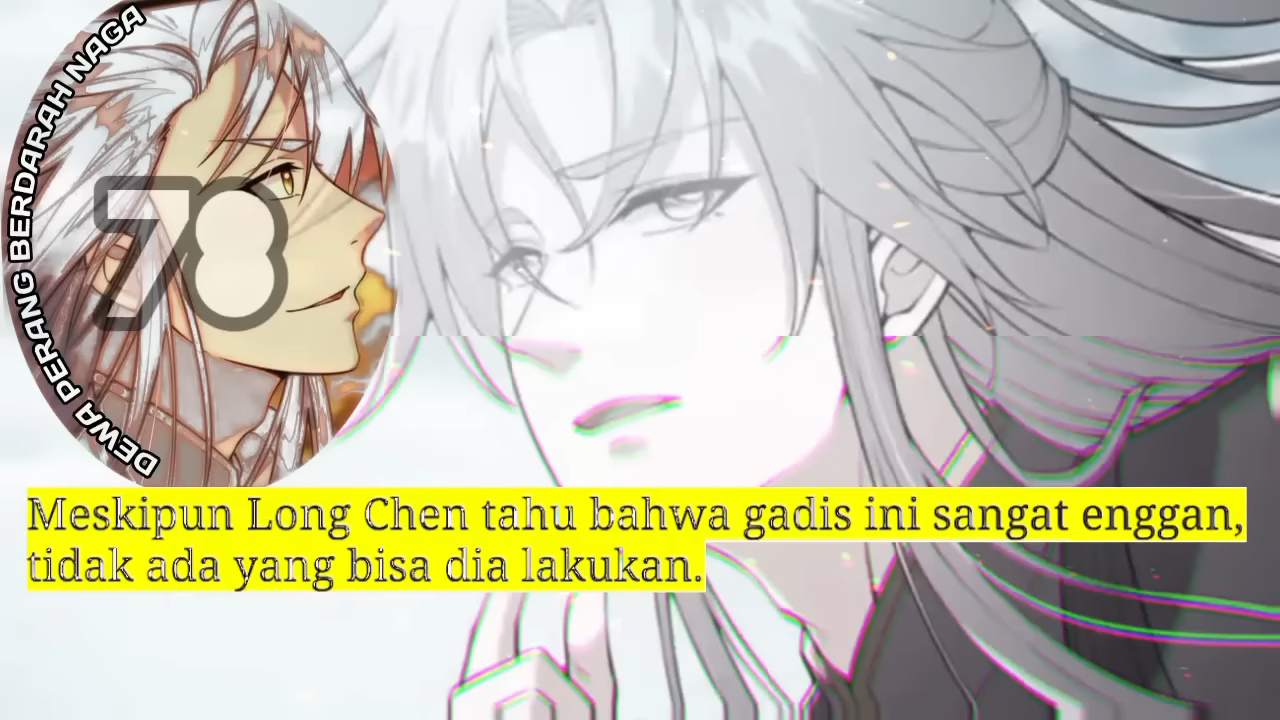 DEWA PERANG BERDARAH NAGA
78
Meskipun Long Chen tahu bahwa gadis ini sangat enggan,
tidak ada yang bisa dia lakukan.